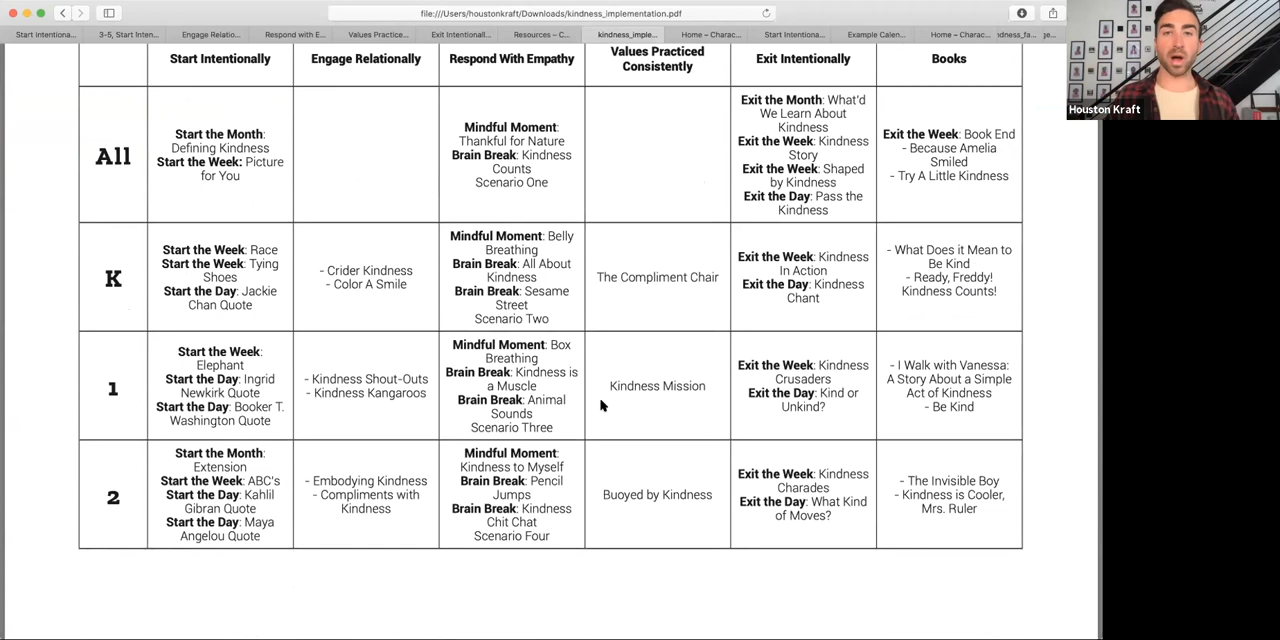 file:///Users/houstonkraft/Downloads/kindness_implementation.pdf
Start Intentiona...
3-5, Start Inten...
Engage Relatio...
Respond with E...
Values Practice...
Exit Intentionall...
Resources – C...
kindness_imple...
Home – Charac...
Start Intentiona...
Example Calen...
Home – Charac...
Houston Kraft
Start Intentionally
Engage Relationally
Respond With Empathy
Values Practiced
Consistently
Exit Intentionally
Books
All
Start the Month:
Defining Kindness
Start the Week: Picture
for You
Mindful Moment:
Thankful for Nature
Brain Break: Kindness
Counts
Scenario One
Exit the Month: What'd
We Learn About
Kindness
Exit the Week: Kindness
Story
Exit the Week: Shaped
by Kindness
Exit the Day: Pass the
Kindness
Exit the Week: Book End
- Because Amelia
Smiled
- Try A Little Kindness
K
Start the Week: Race
Start the Week: Tying
Shoes
Start the Day: Jackie
Chan Quote
- Crider Kindness
- Color A Smile
Mindful Moment: Belly
Breathing
Brain Break: All About
Kindness
Brain Break: Sesame
Street
Scenario Two
The Compliment Chair
Exit the Week: Kindness
In Action
Exit the Day: Kindness
Chant
- What Does it Mean to
Be Kind
- Ready, Freddy!
Kindness Counts!
1
Start the Week:
Elephant
Start the Day: Ingrid
Newkirk Quote
Start the Day: Booker T.
Washington Quote
- Kindness Shout-Outs
- Kindness Kangaroos
Mindful Moment: Box
Breathing
Brain Break: Kindness is
a Muscle
Brain Break: Animal
Sounds
Scenario Three
Kindness Mission
Exit the Week: Kindness
Crusaders
Exit the Day: Kind or
Unkind?
- I Walk with Vanessa:
A Story About a Simple
Act of Kindness
- Be Kind
2
Start the Month:
Extension
Start the Week: ABC's
Start the Day: Kahlil
Gibran Quote
Start the Day: Maya
Angelou Quote
- Embodying Kindness
- Compliments with
Kindness
Mindful Moment:
Kindness to Myself
Brain Break: Pencil
Jumps
Brain Break: Kindness
Chit Chat
Scenario Four
Buoyed by Kindness
Exit the Week: Kindness
Charades
Exit the Day: What Kind
of Moves?
- The Invisible Boy
- Kindness is Cooler,
Mrs. Ruler